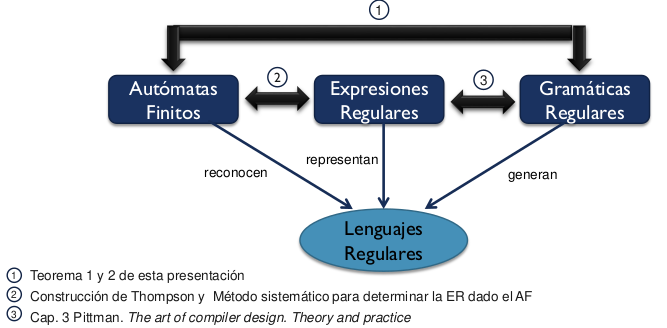 1
Autómatas
Finitos
2
Expresiones
Regulares
3
Gramáticas
Regulares
reconocen
representan
generan
Lenguajes
Regulares
1 Teorema 1 y 2 de esta presentación
2 Construcción de Thompson y Método sistemático para determinar la ER dado el AF
3 Cap. 3 Pittman. The art of compiler design. Theory and practice